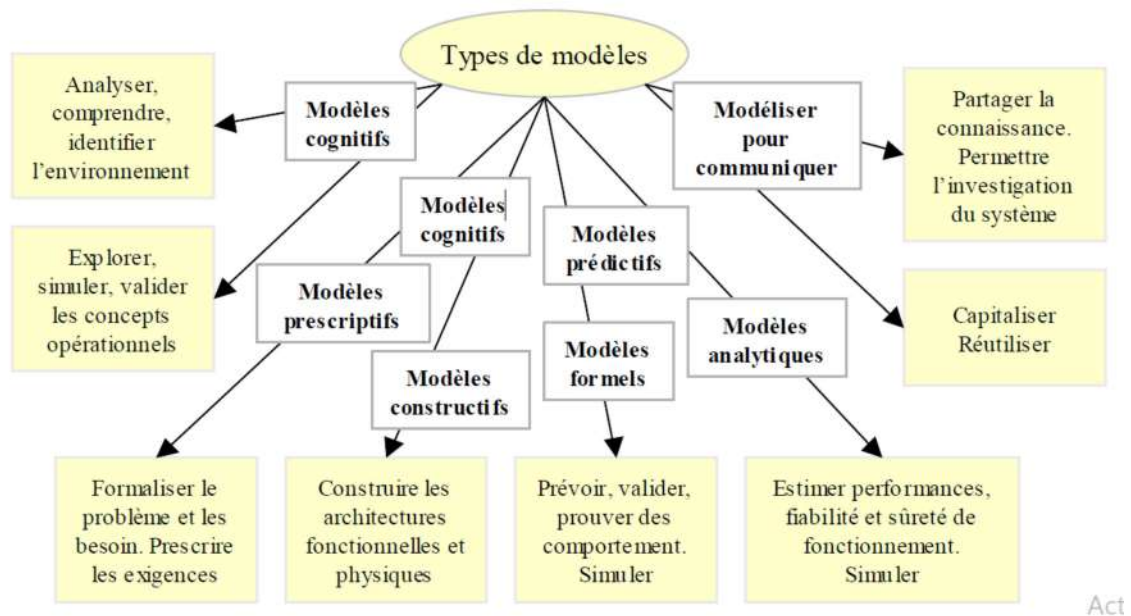 Types de modèles
Analyser,
comprendre,
identifier
l'environnement
Modèles
cognitifs
Modéliser
pour
communiquer
Partager la
connaissance.
Permettre
l'investigation
du système
Explorer,
simuler, valider
les concepts
opérationnels
Modèles
cognitifs
Modèles
prédictifs
Modèles
prescriptifs
Modèles
analytiques
Capitaliser
Réutiliser
Modèles
constructifs
Modèles
formels
Formaliser le
problème et les
besoin. Prescrire
les exigences
Construire les
architectures
fonctionnelles et
physiques
Prévoir, valider,
prouver des
comportement.
Simuler
Estimer performances,
fiabilité et sûreté de
fonctionnement.
Simuler
Act